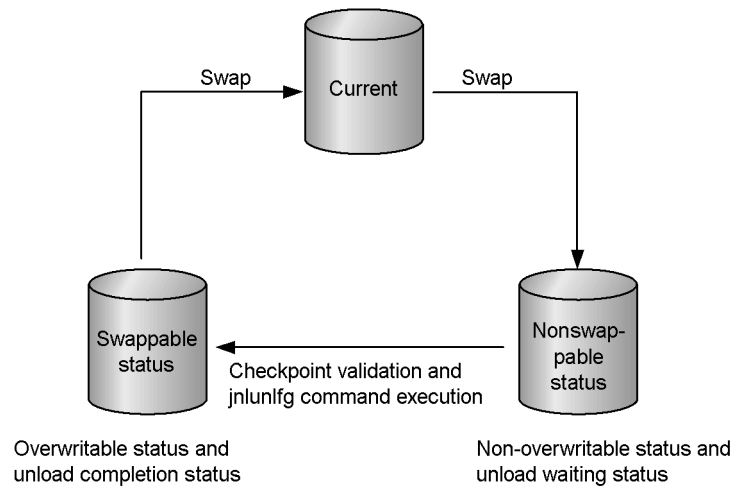 Swap
Current
Swap
Swappable
status
Nonswap-
pable
status
Checkpoint validation and
jnlunlfg command execution
Overwritable status and
unload completion status
Non-overwritable status and
unload waiting status